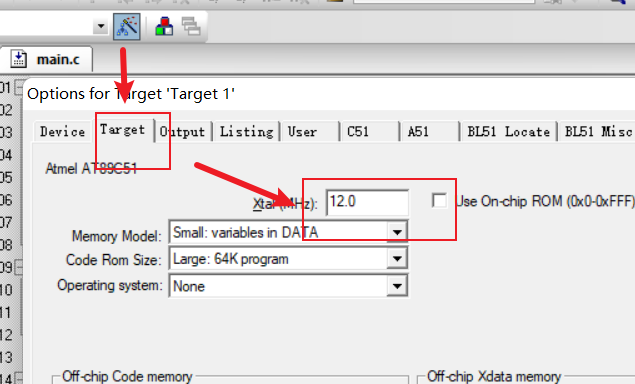 main.c
01
02
03
04
05
06
07
08
09
10
11
12
13
14
Options for Target 'Target 1'
Device Target Output Listing User C51 A51 BL51 Locate BL51 Misc
Atmel AT89C51
Xtal (MHz): 12.0 Use On-chip ROM (0x0-0xFFF)
Memory Model: Small: variables in DATA
Code Rom Size: Large: 64K program
Operating system: None
Off-chip Code memory Off-chip Xdata memory